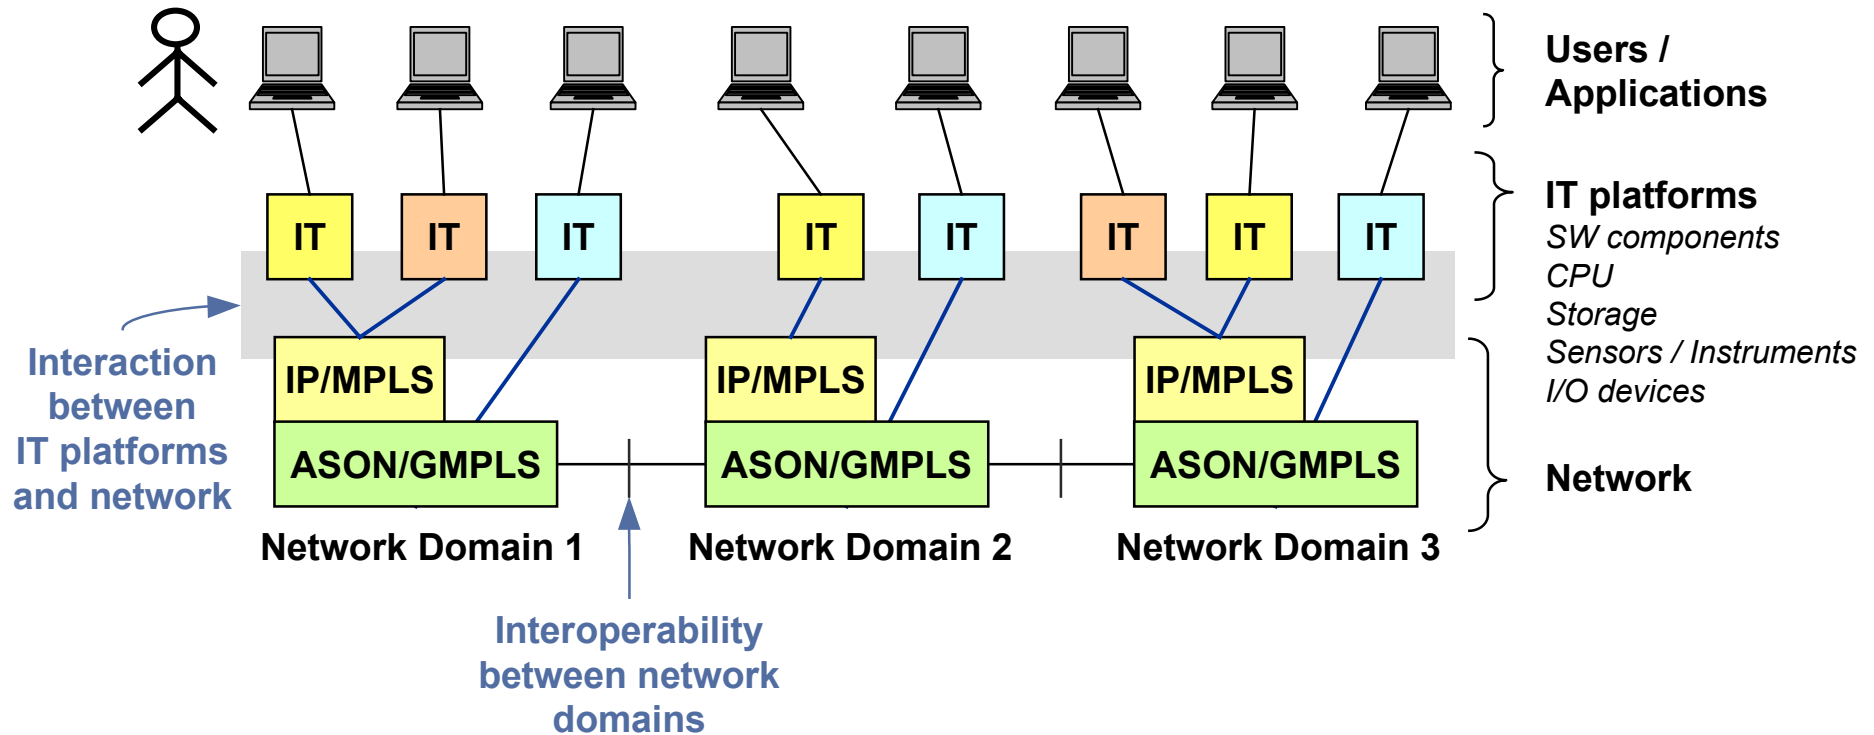 Users /
Applications
IT
IT
IT
IT
IT
IT
IT
IT
IT platforms
SW components
CPU
Storage
Sensors / Instruments
I/O devices
Interaction
between
IT platforms
and network
IP/MPLS
IP/MPLS
IP/MPLS
ASON/GMPLS
ASON/GMPLS
ASON/GMPLS
Network
Network Domain 1
Network Domain 2
Network Domain 3
Interoperability
between network
domains